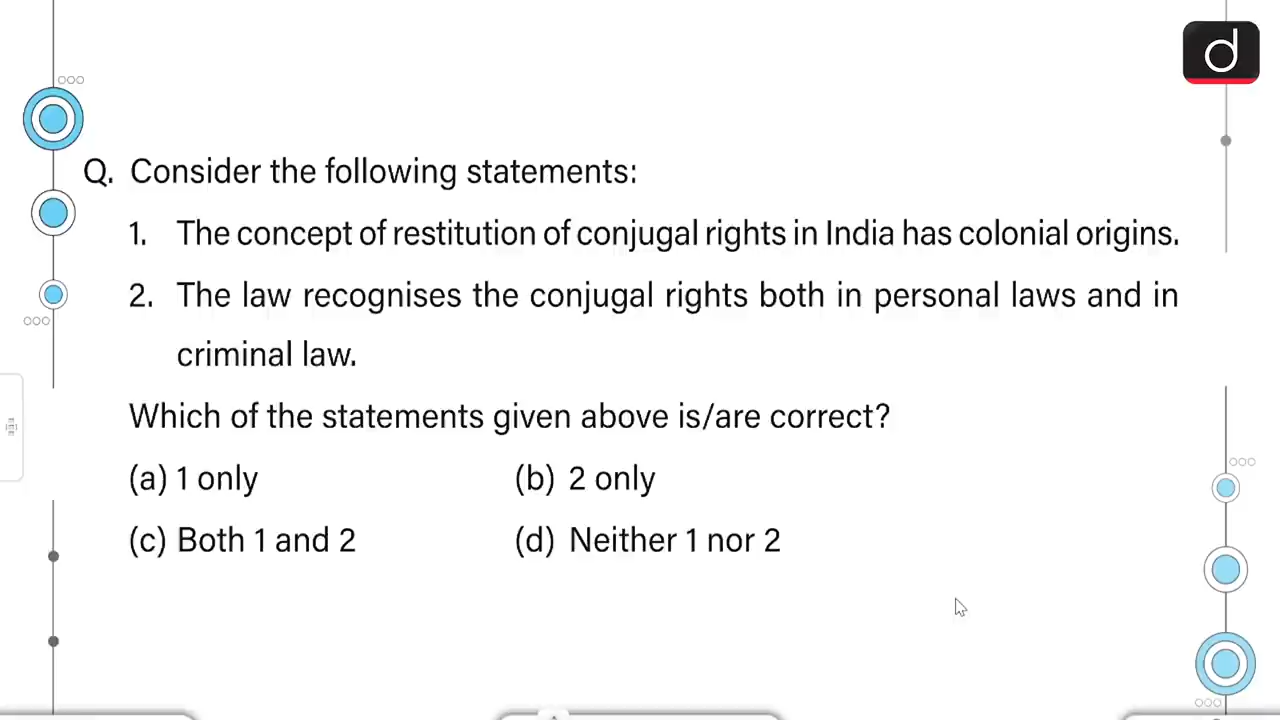 d
Q. Consider the following statements:
1. The concept of restitution of conjugal rights in India has colonial origins.
2. The law recognises the conjugal rights both in personal laws and in
criminal law.
Which of the statements given above is/are correct?
(a) 1 only (b) 2 only
(c) Both 1 and 2 (d) Neither 1 nor 2